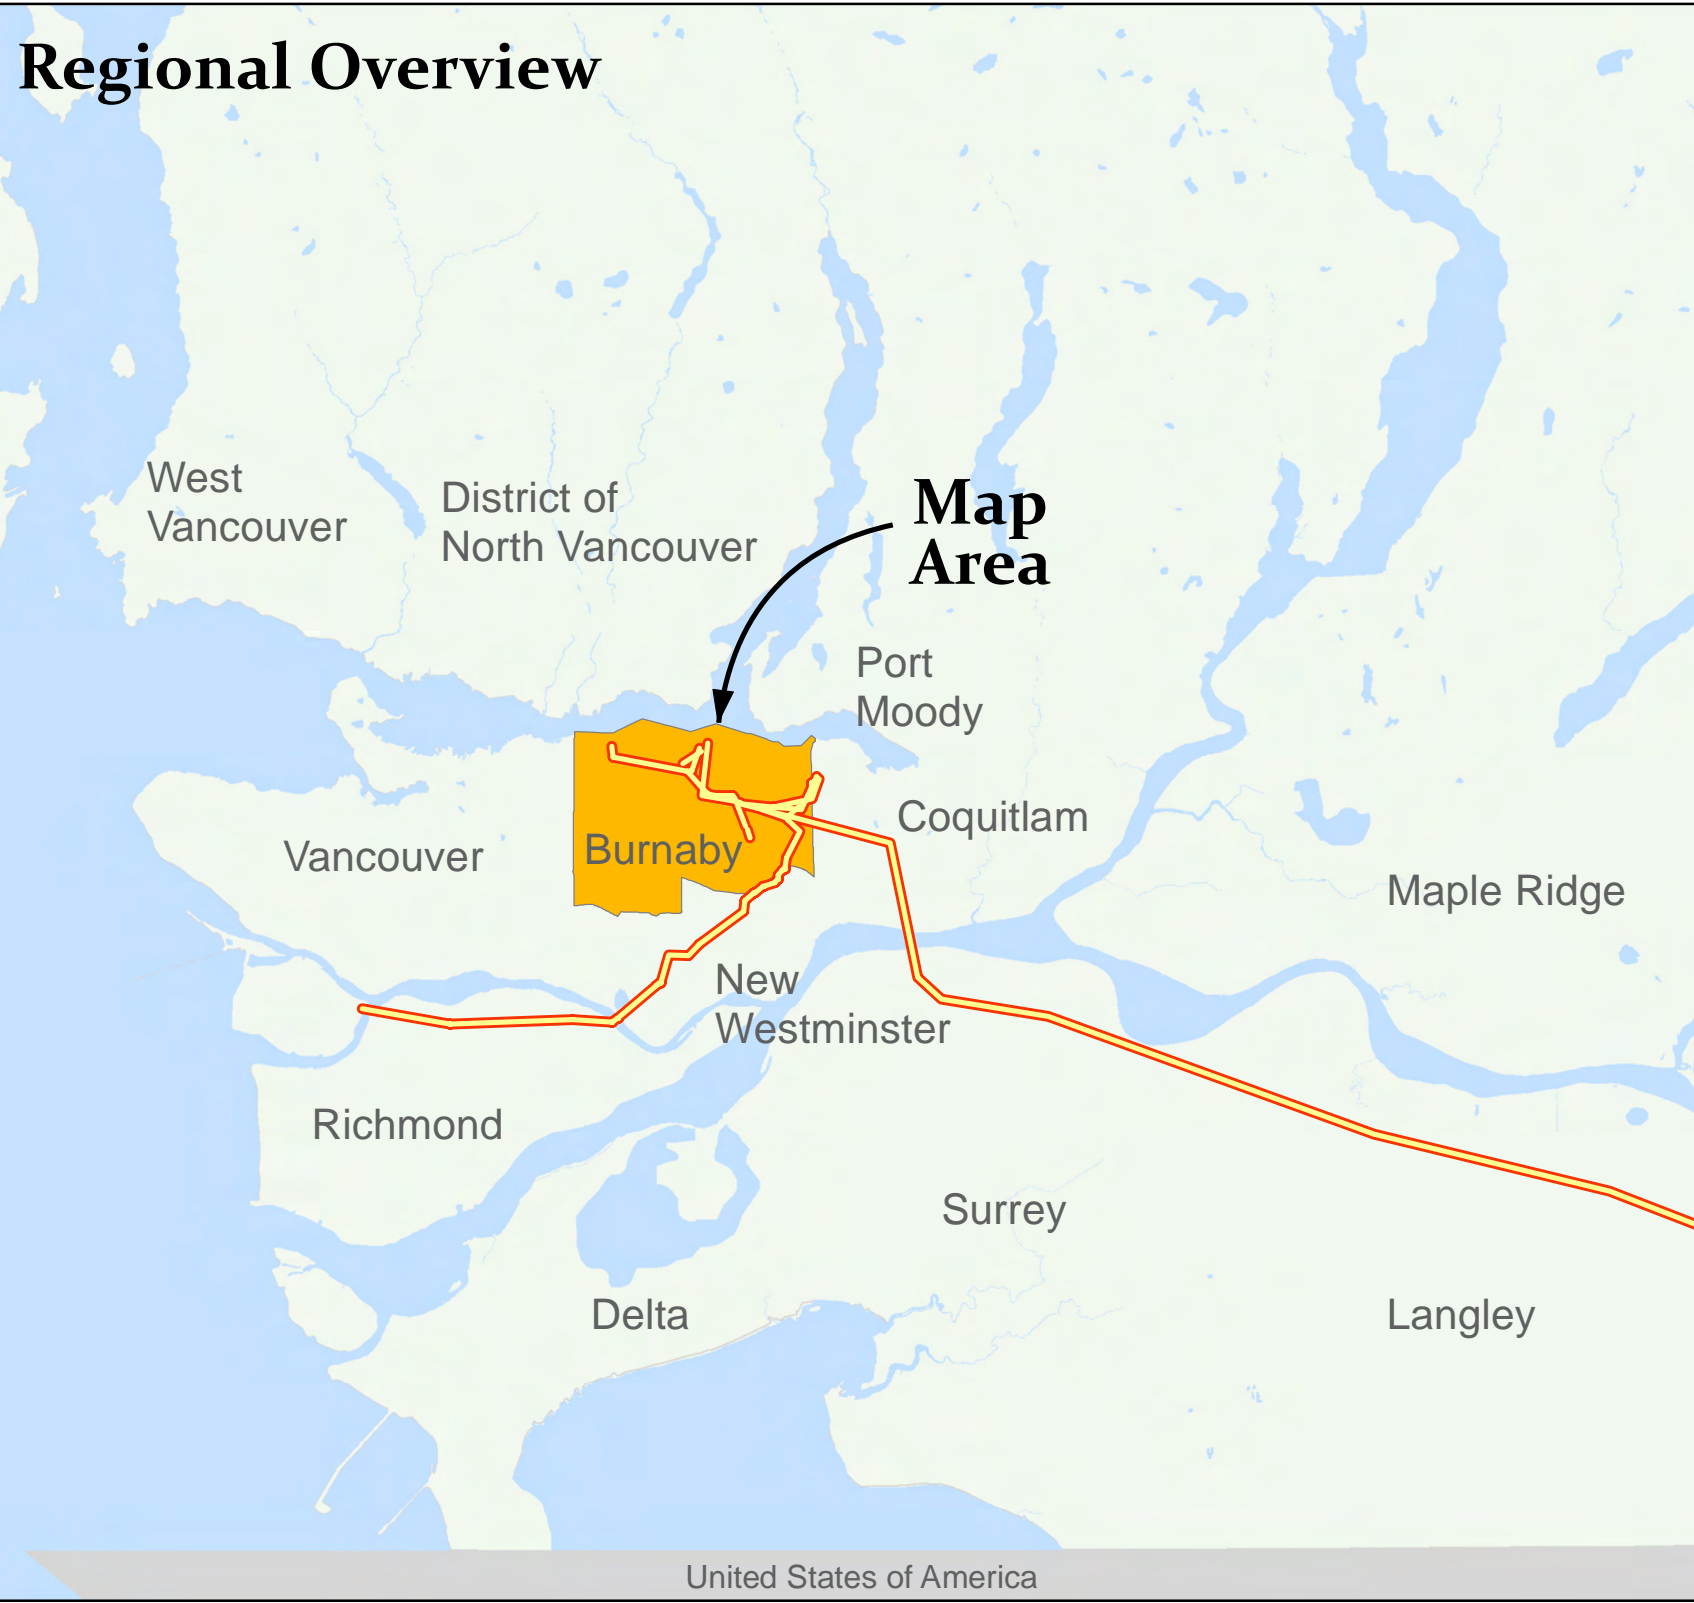 Regional Overview
West
Vancouver
District of
North Vancouver
Map
Area
Port
Moody
Coquitlam
Vancouver
Burnaby
Maple Ridge
New
Westminster
Richmond
Surrey
Delta
Langley
United States of America